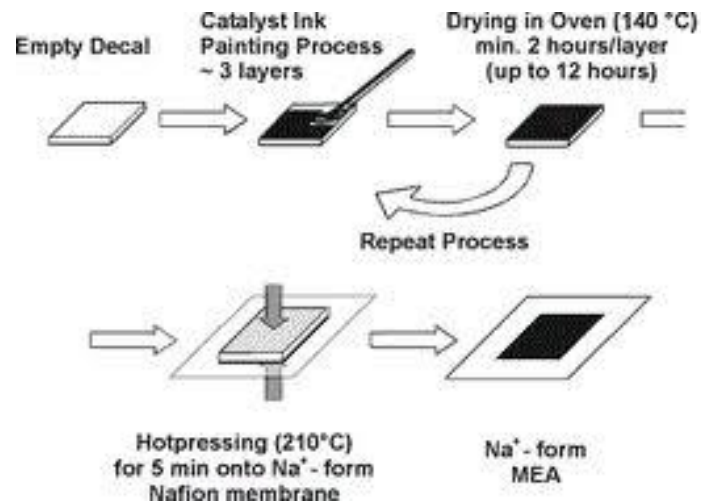 Empty Decal
Catalyst Ink
Painting Process
~ 3 layers
Drying in Oven (140 °C)
min. 2 hours/layer
(up to 12 hours)
Repeat Process
Hotpressing (210°C)
for 5 min onto Na⁺- form
Nafion membrane
Na⁺- form
MEA